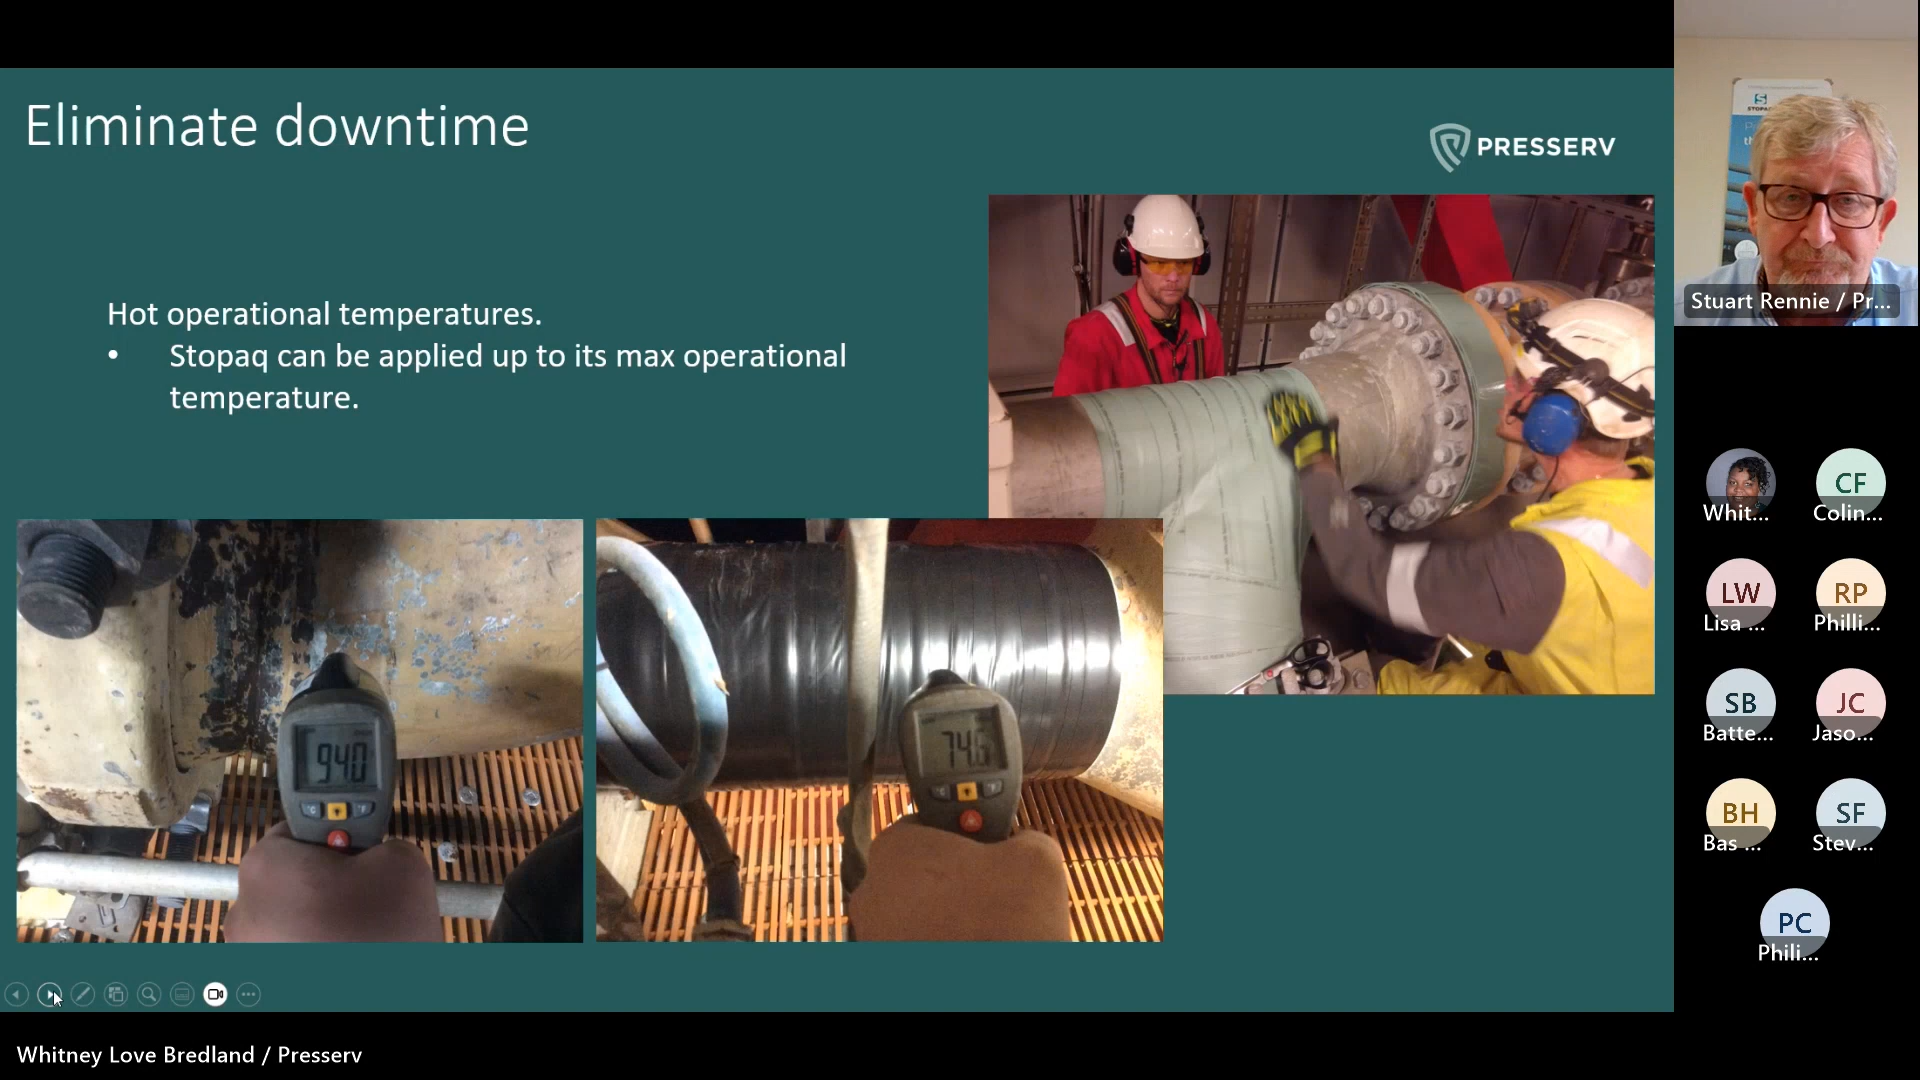 Eliminate downtime
PRESSERV
Hot operational temperatures.
• Stopaq can be applied up to its max operational
temperature.
94.0
74.6
Stuart Rennie / Pr...
Whit...
CF
Colin...
LW
Lisa ...
RP
Philli...
SB
Batte...
JC
Jaso...
BH
Bas ...
SF
Stev...
PC
Phili...
Whitney Love Bredland / Presserv